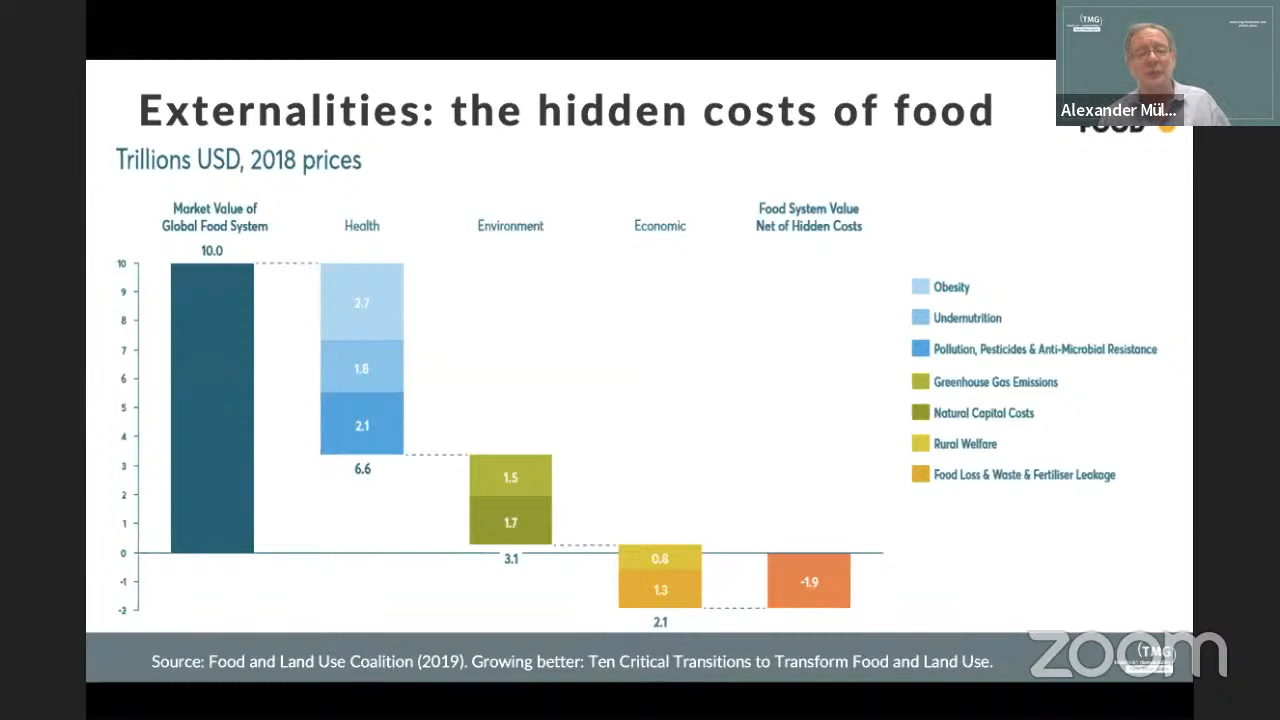 Externalities: the hidden costs of food
Trillions USD, 2018 prices
(TMG)
Alexander Mül...
FOOD
Market Value of
Global Food System
Health
Environment
Economic
Food System Value
Net of Hidden Costs
10.0
10
9
8
7
6
5
4
3
2
1
0
-1
-2
2.7
1.8
2.1
6.6
1.5
1.7
3.1
0.8
1.3
2.1
-1.9
Obesity
Undernutrition
Pollution, Pesticides & Anti-Microbial Resistance
Greenhouse Gas Emissions
Natural Capital Costs
Rural Welfare
Food Loss & Waste & Fertiliser Leakage
Source: Food and Land Use Coalition (2019). Growing better: Ten Critical Transitions to Transform Food and Land Use.
zoom
(TMG)